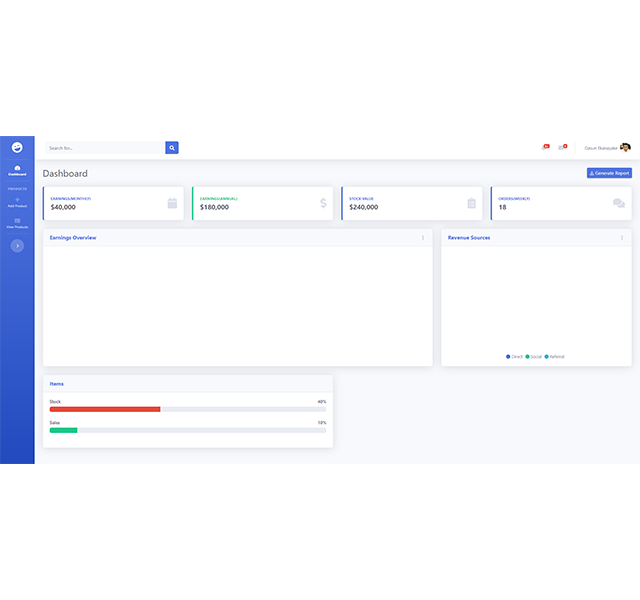 Search for...
Dashboard
Generate Report
Dashboard
PRODUCTS
Add Product
View Products
EARNINGS(MONTHLY)
$40,000
EARNINGS(ANNUAL)
$180,000
STOCK VALUE
$240,000
ORDERS(WEEKLY)
18
Earnings Overview
Revenue Sources
Direct Social Referral
Items
Stock 40%
Sales 10%